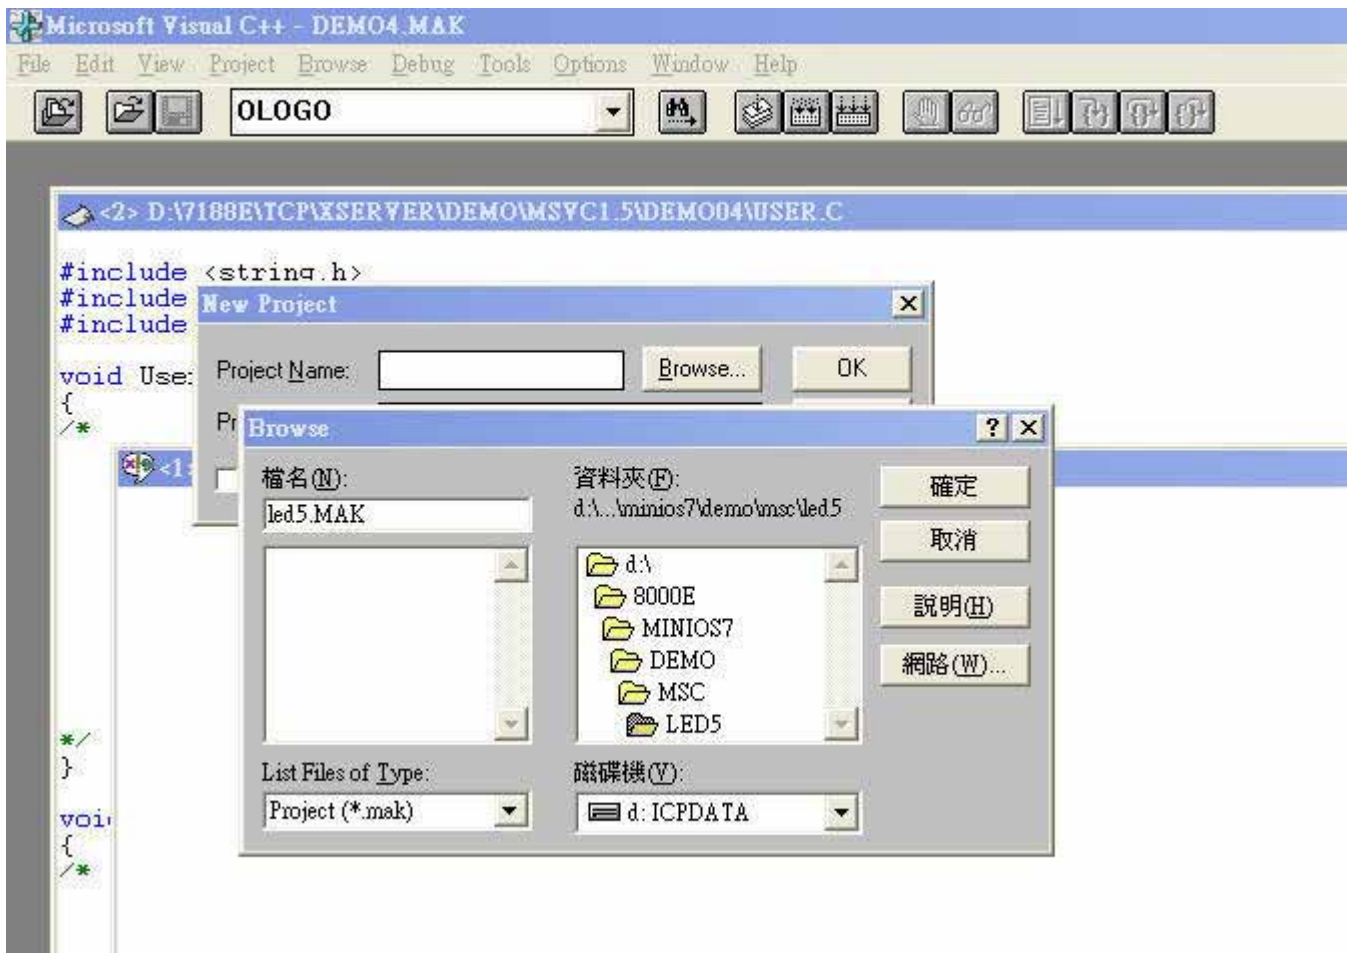 Microsoft Visual C++ - DEMO4.MAK
File Edit View Project Browse Debug Tools Options Window Help
OLOGO
<2> D:\7188E\TCP\XSERVER\DEMO\MSVC1.5\DEMO04\USER.C
#include <string.h>
#include
#include
New Project
void Use
Project Name:
Browse...
OK
{
/*
Pr
Browse
<1
檔名(N):
led5.MAK
資料夾(F):
d:\...\minios7\demo\msc\led5
d:\
8000E
MINIOS7
DEMO
MSC
LED5
確定
取消
說明(H)
網路(W)...
List Files of Type:
Project (*.mak)
磁碟機(V):
d: ICPDATA
*/
}
voi
{
/*